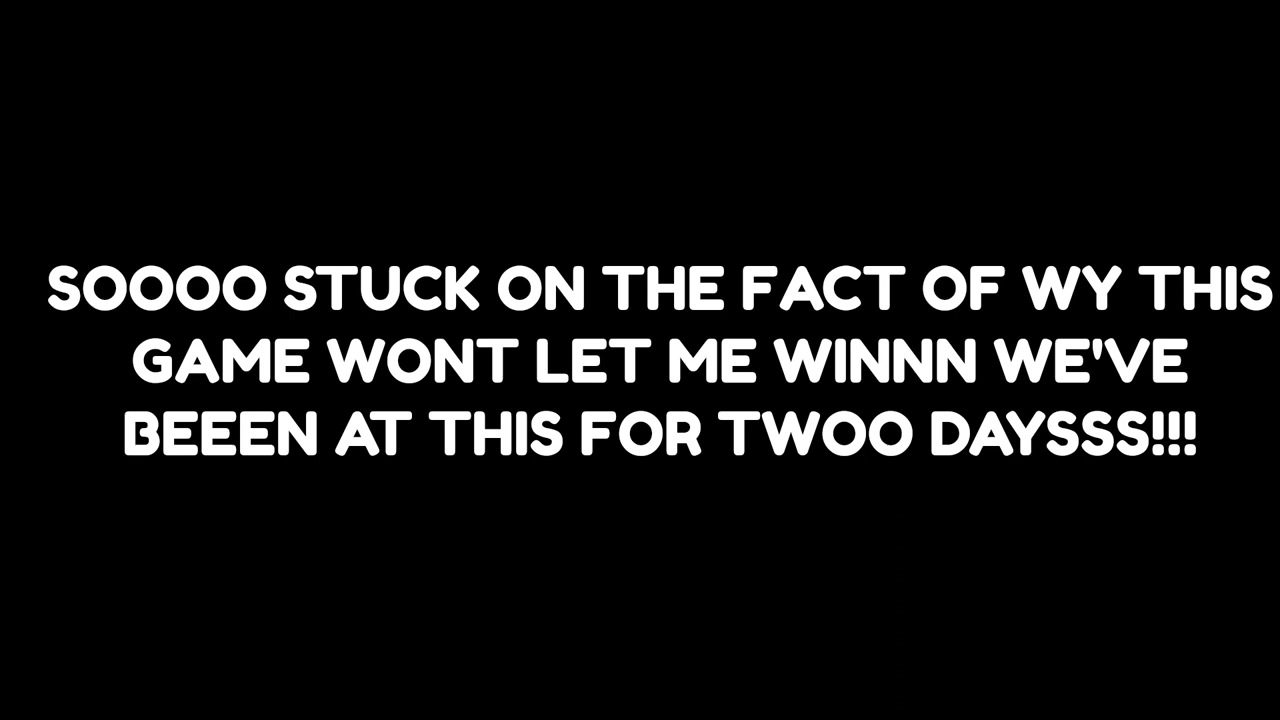 SOOOO STUCK ON THE FACT OF WY THIS
GAME WONT LET ME WINNN WE'VE
BEEEN AT THIS FOR TWOO DAYSSS!!!